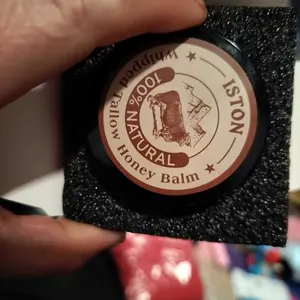 ISTON
100%
NATURAL
Whipped Tallow Honey Balm